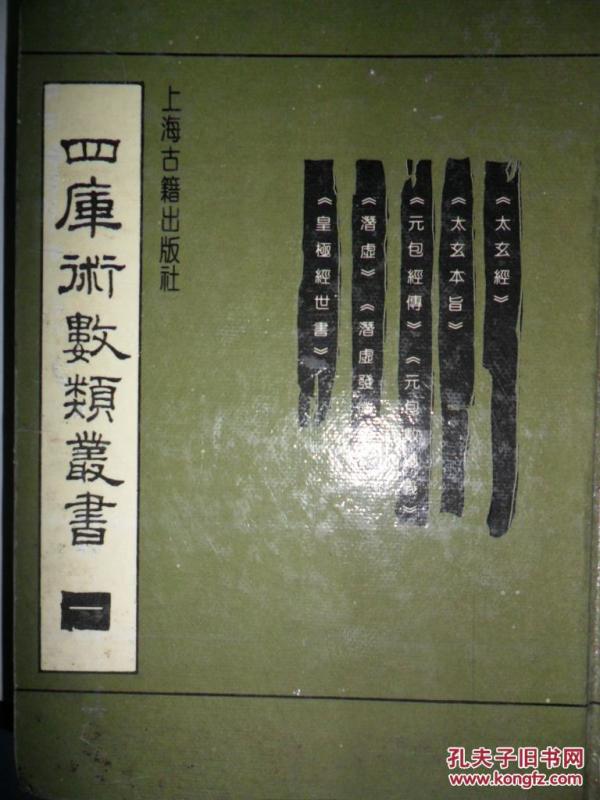 《太玄經》
《太玄本旨》
《元包經傳》《元包
《潛虛》《潛虛發
《皇極經世書》
上海古籍出版社
四庫術數類叢書
一
孔夫子旧书网
www.kongfz.com